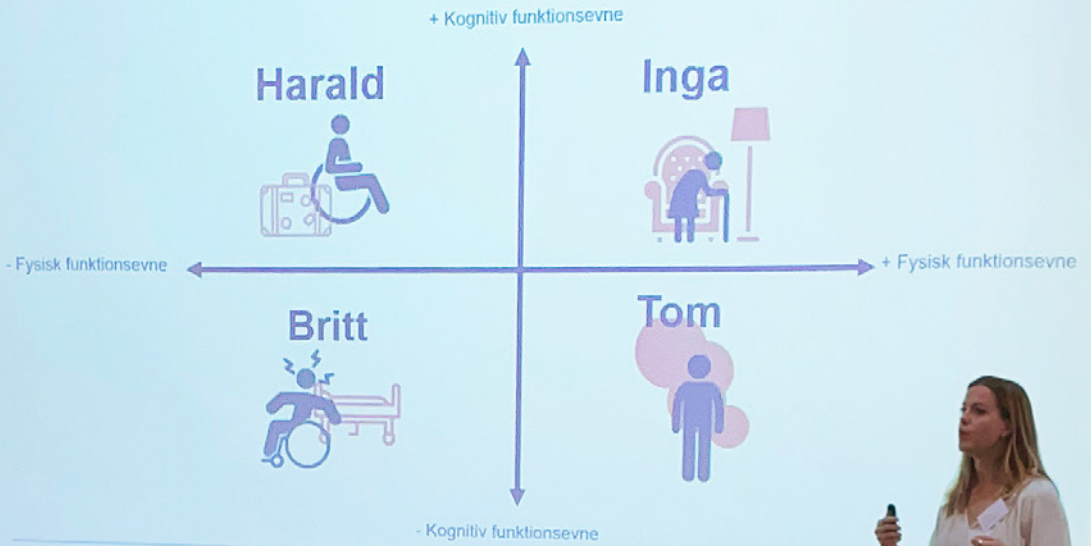 + Kognitiv funktionsevne
Harald
Inga
- Fysisk funktionsevne
+ Fysisk funktionsevne
Britt
Tom
- Kognitiv funktionsevne